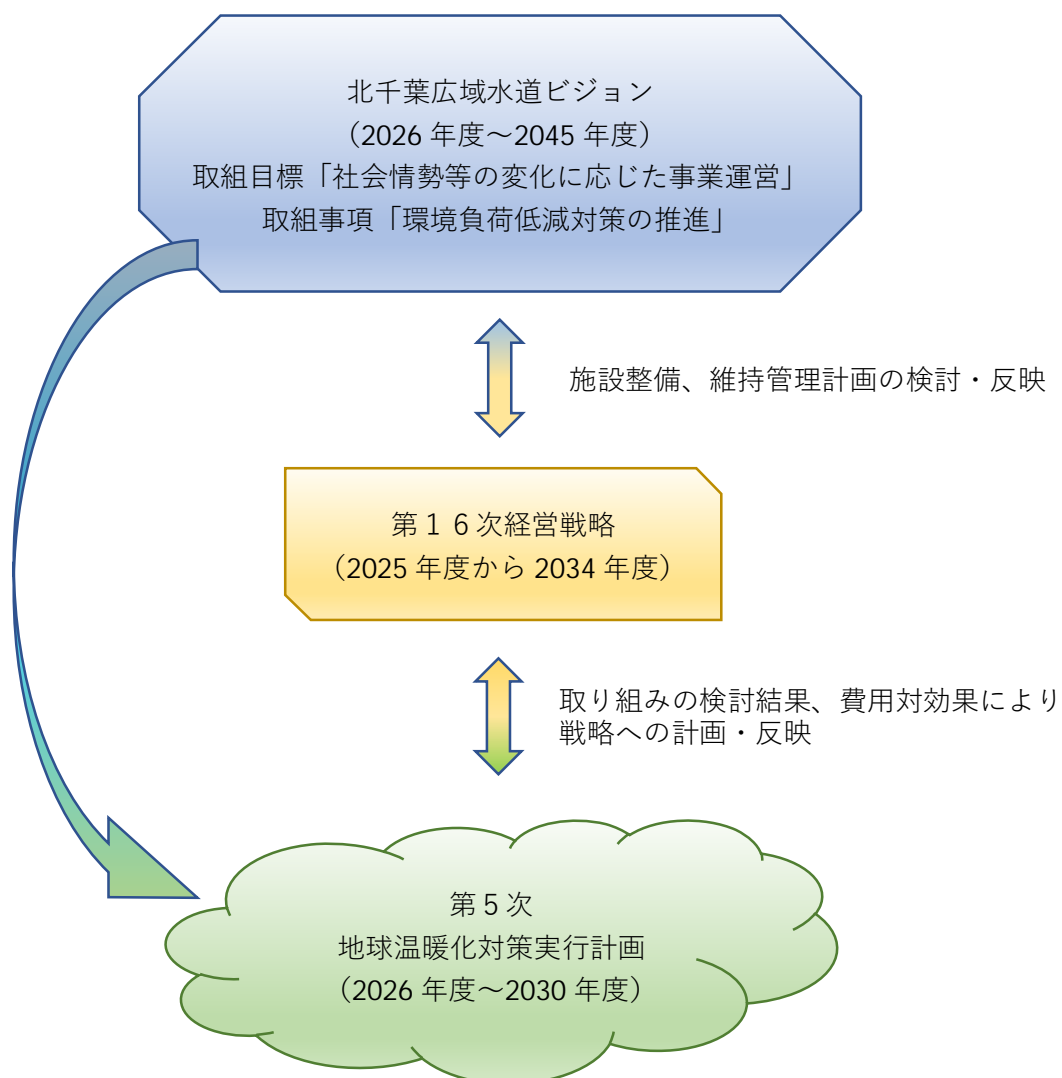 北千葉広域水道ビジョン
（2026 年度～2045 年度）
取組目標「社会情勢等の変化に応じた事業運営」
取組事項「環境負荷低減対策の推進」
施設整備、維持管理計画の検討・反映
第１６次経営戦略
（2025 年度から 2034 年度）
取り組みの検討結果、費用対効果により
戦略への計画・反映
第５次
地球温暖化対策実行計画
（2026 年度～2030 年度）